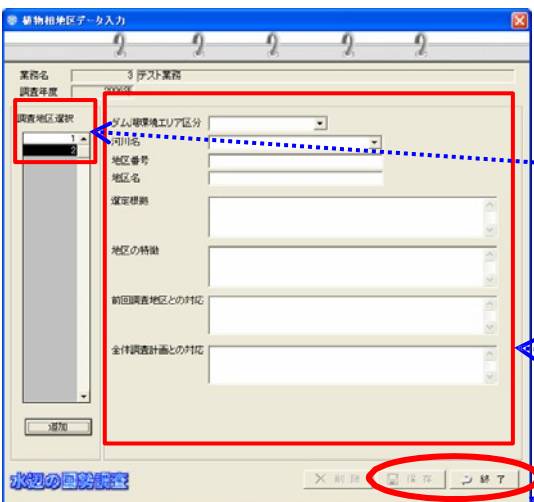 植物相地区データ入力
業務名 3 テスト業務
調査年度 2006年
調査地区選択
1
2
ダム湖環境エリア区分
河川名
地区番号
地区名
選定根拠
地区の特徴
前回調査地区との対応
全体調査計画との対応
追加
水辺の国勢調査
削除 保存 終了